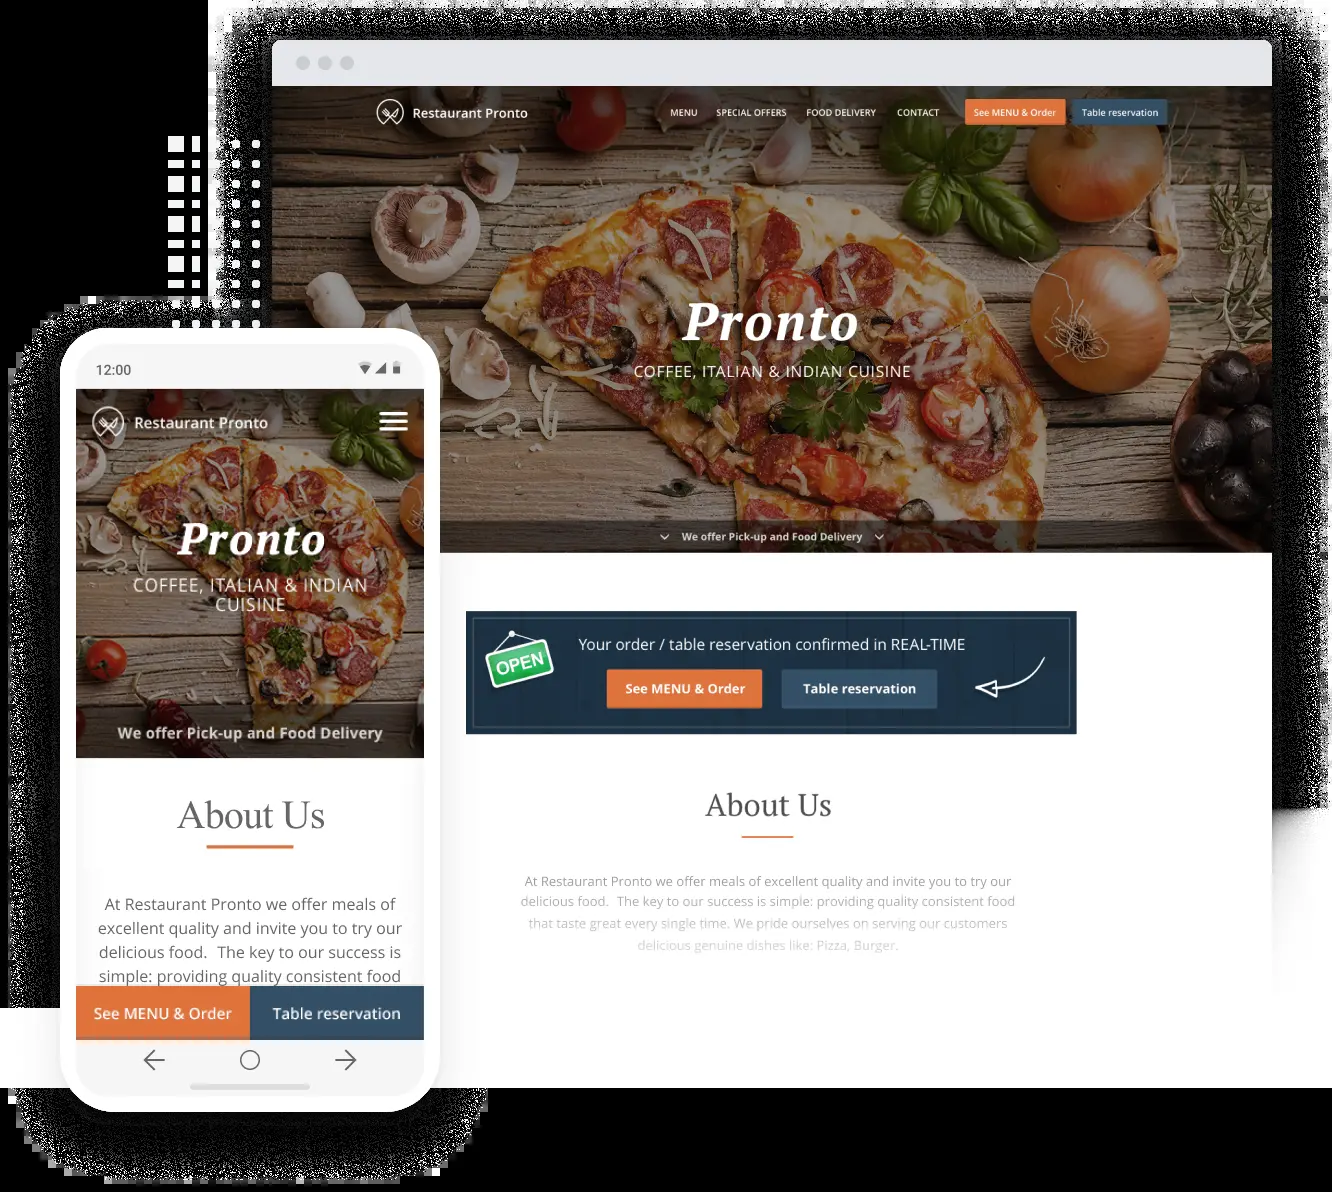 Restaurant Pronto
MENU
SPECIAL OFFERS
FOOD DELIVERY
CONTACT
See MENU & Order
Table reservation
Pronto
COFFEE, ITALIAN & INDIAN CUISINE
We offer Pick-up and Food Delivery
OPEN
Your order / table reservation confirmed in REAL-TIME
See MENU & Order
Table reservation
About Us
At Restaurant Pronto we offer meals of excellent quality and invite you to try our
delicious food. The key to our success is simple: providing quality consistent food
that taste great every single time. We pride ourselves on serving our customers
delicious genuine dishes like: Pizza, Burger.
12:00
Restaurant Pronto
Pronto
COFFEE, ITALIAN & INDIAN
CUISINE
We offer Pick-up and Food Delivery
About Us
At Restaurant Pronto we offer meals of
excellent quality and invite you to try our
delicious food. The key to our success is
simple: providing quality consistent food
See MENU & Order
Table reservation